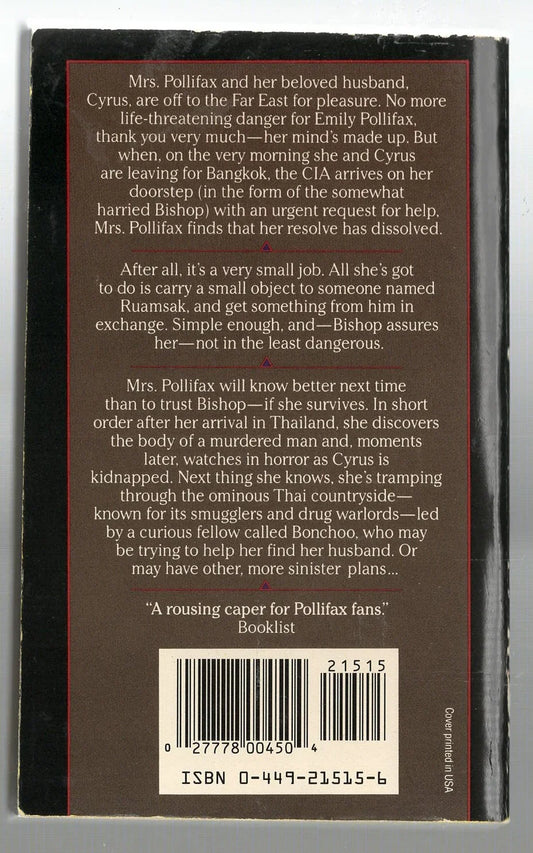 Mrs. Pollifax and her beloved husband,
Cyrus, are off to the Far East for pleasure. No more
life-threatening danger for Emily Pollifax,
thank you very much—her mind's made up. But
when, on the very morning she and Cyrus
are leaving for Bangkok, the CIA arrives on her
doorstep (in the form of the somewhat
harried Bishop) with an urgent request for help,
Mrs. Pollifax finds that her resolve has dissolved.
After all, it's a very small job. All she's got
to do is carry a small object to someone named
Ruamsak, and get something from him in
exchange. Simple enough, and—Bishop assures
her—not in the least dangerous.
Mrs. Pollifax will know better next time
than to trust Bishop—if she survives. In short
order after her arrival in Thailand, she discovers
the body of a murdered man and, moments
later, watches in horror as Cyrus is
kidnapped. Next thing she knows, she's tramping
through the ominous Thai countryside—
known for its smugglers and drug warlords—led
by a curious fellow called Bonchoo, who may
be trying to help her find her husband. Or
may have other, more sinister plans...
"A rousing caper for Pollifax fans."
Booklist
21515
0 27778 00450 4
ISBN 0-449-21515-6
Cover printed in USA